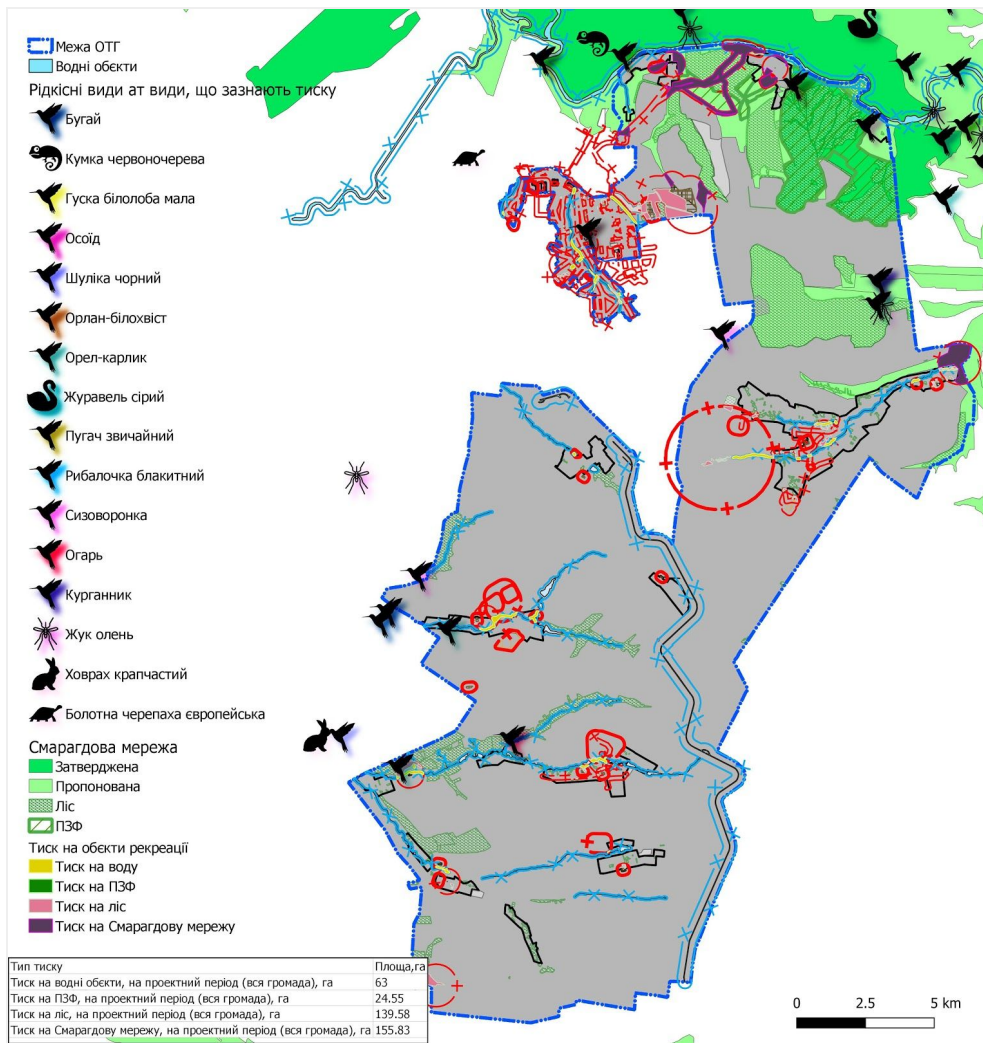 Межа ОТГ
Водні обєкти
Рідкісні види ат види, що зазнають тиску
Бугай
Кумка червоночерева
Гуска білолоба мала
Осоїд
Шуліка чорний
Орлан-білохвіст
Орел-карлик
Журавель сірий
Пугач звичайний
Рибалочка блакитний
Сизоворонка
Огарь
Курганник
Жук олень
Ховрах крапчастий
Болотна черепаха європейська
Смарагдова мережа
Затверджена
Пропонована
Ліс
ПЗФ
Тиск на обєкти рекреації
Тиск на воду
Тиск на ПЗФ
Тиск на ліс
Тиск на Смарагдову мережу
Тип тиску Площа,га
Тиск на водні обєкти, на проектний період (вся громада), га 63
Тиск на ПЗФ, на проектний період (вся громада), га 24.55
Тиск на ліс, на проектний період (вся громада), га 139.58
Тиск на Смарагдову мережу, на проектний період (вся громада), га 155.83
0 2.5 5 km